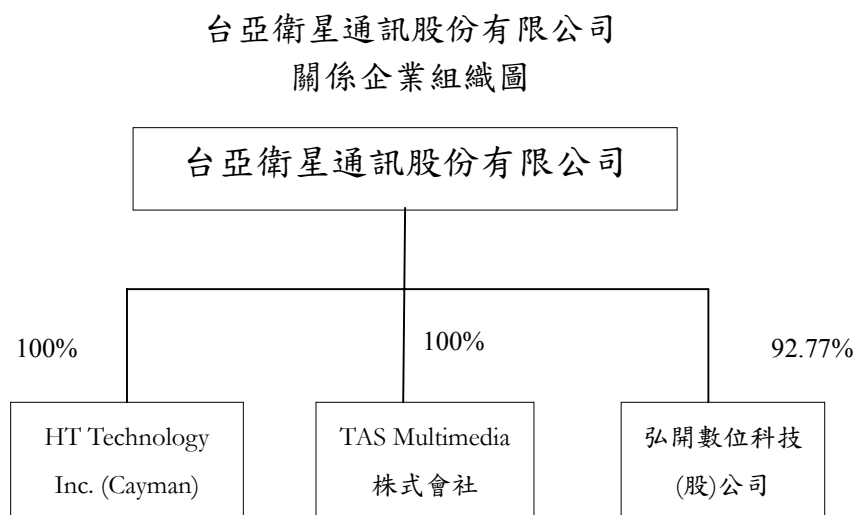 台亞衛星通訊股份有限公司
關係企業組織圖
台亞衛星通訊股份有限公司
100%
100%
92.77%
HT Technology
Inc. (Cayman)
TAS Multimedia
株式會社
弘開數位科技
(股)公司